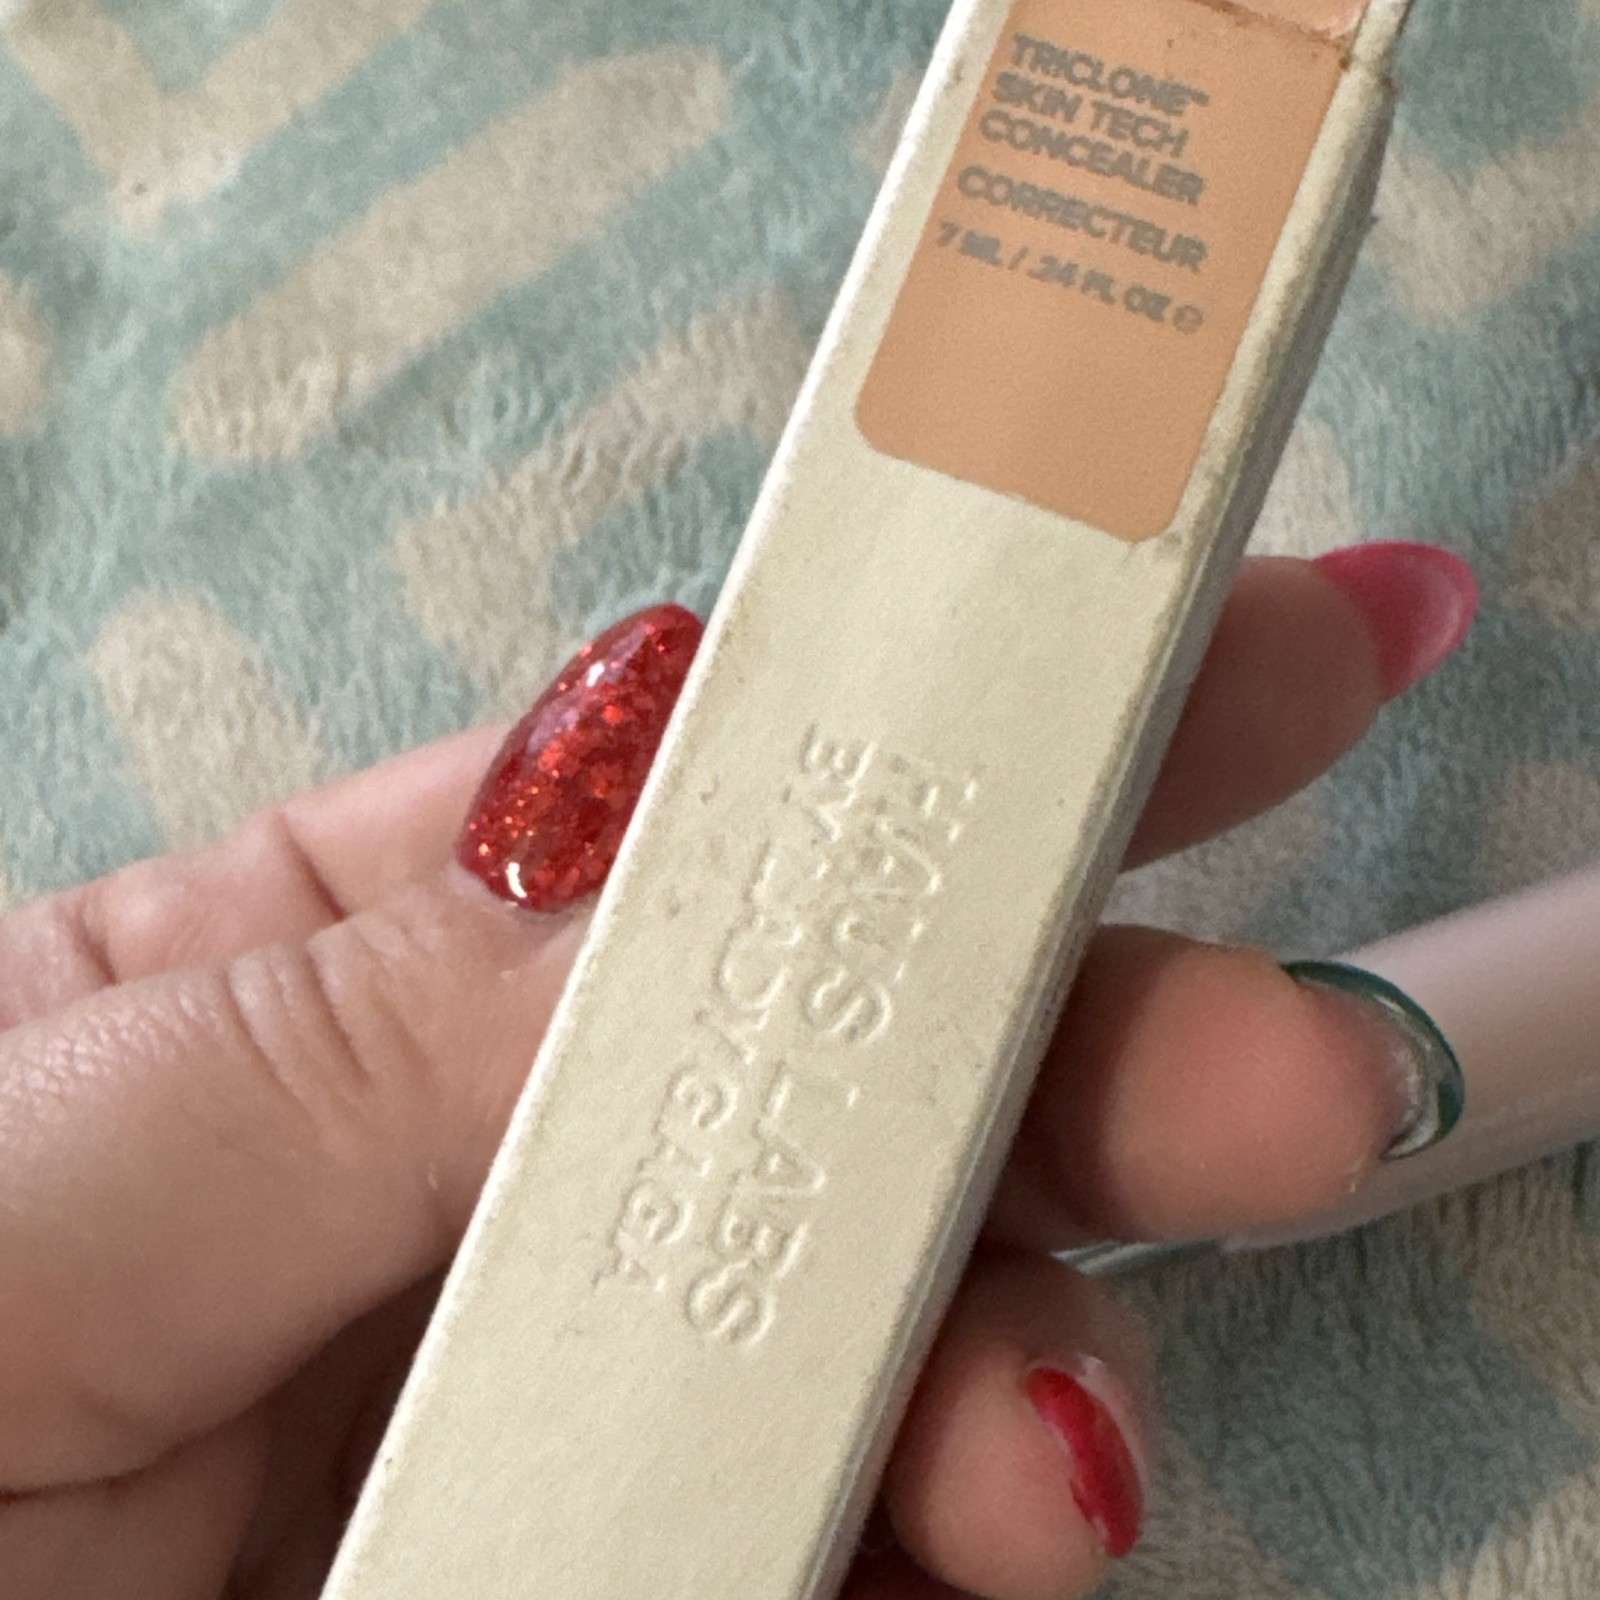 TRICLONE™
SKIN TECH
CONCEALER
CORRECTEUR
7 ML / .24 FL OZ ℮
HAUS LABS
BY LADY GAGA